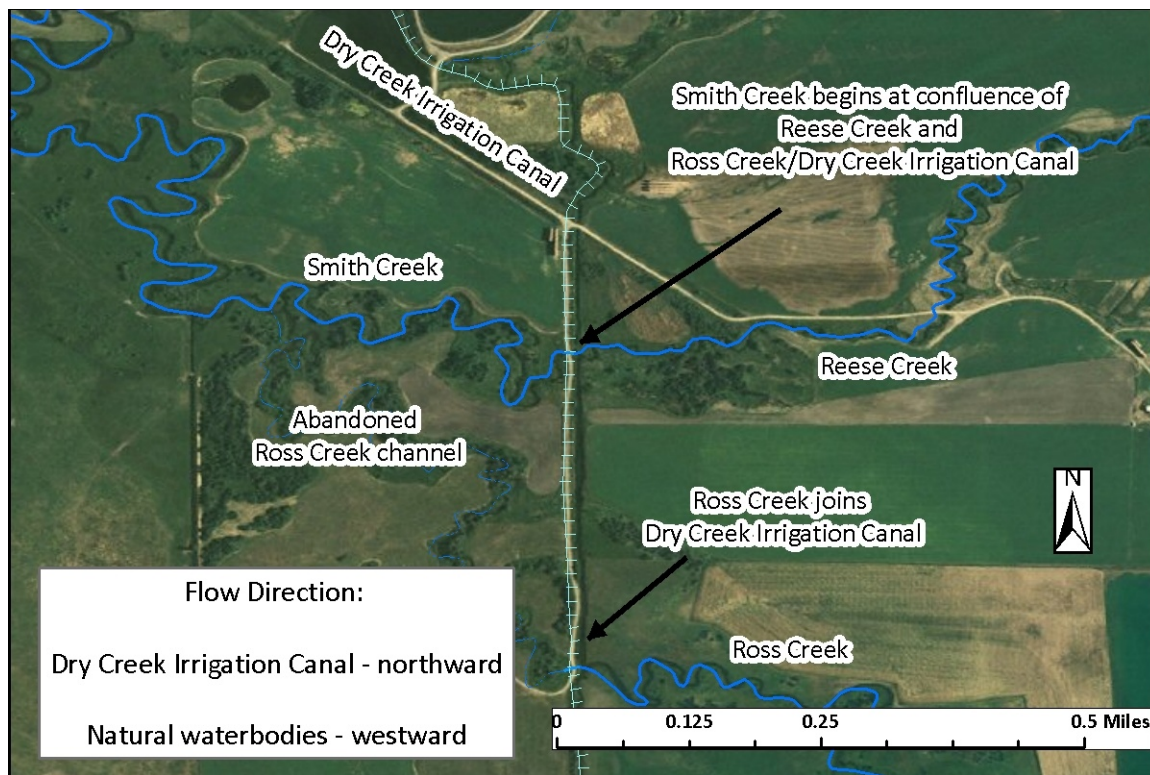 Dry Creek Irrigation Canal
Smith Creek begins at confluence of
Reese Creek and
Ross Creek/Dry Creek Irrigation Canal
Smith Creek
Reese Creek
Abandoned
Ross Creek channel
Ross Creek joins
Dry Creek Irrigation Canal
N
Ross Creek
Flow Direction:
Dry Creek Irrigation Canal - northward
Natural waterbodies - westward
0 0.125 0.25 0.5 Miles